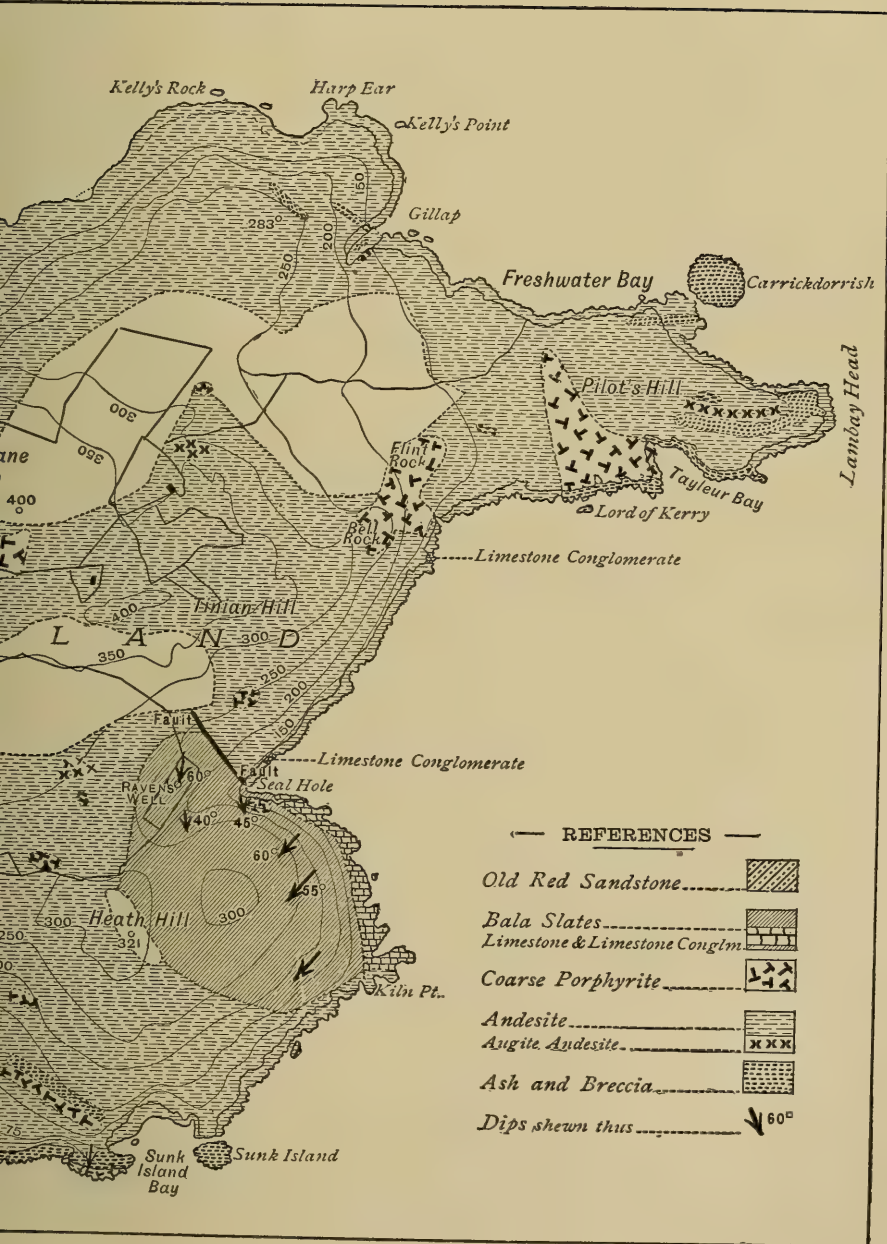 Kelly's Rock
Harp Ear
Kelly's Point
150
283°
200
250
Gillap
Freshwater Bay
Carrickdorrish
Lambay Head
300
350
Pilot's Hill
ane
400
Flint
Rock
Bell
Rock
Tayleur Bay
Lord of Kerry
Limestone Conglomerate
Tinian Hill
400
L A N D
300
350
250
200
150
Fault
Limestone Conglomerate
Fault
Seal Hole
60°
RAVENS
WELL
40°
45°
60°
55°
300
Heath Hill
321
300
250
00
Kiln Pt.
75
Sunk
Island
Bay
Sunk Island
REFERENCES
Old Red Sandstone
Bala Slates
Limestone & Limestone Conglm.
Coarse Porphyrite
Andesite
Augite Andesite
Ash and Breccia
Dips shewn thus
60°